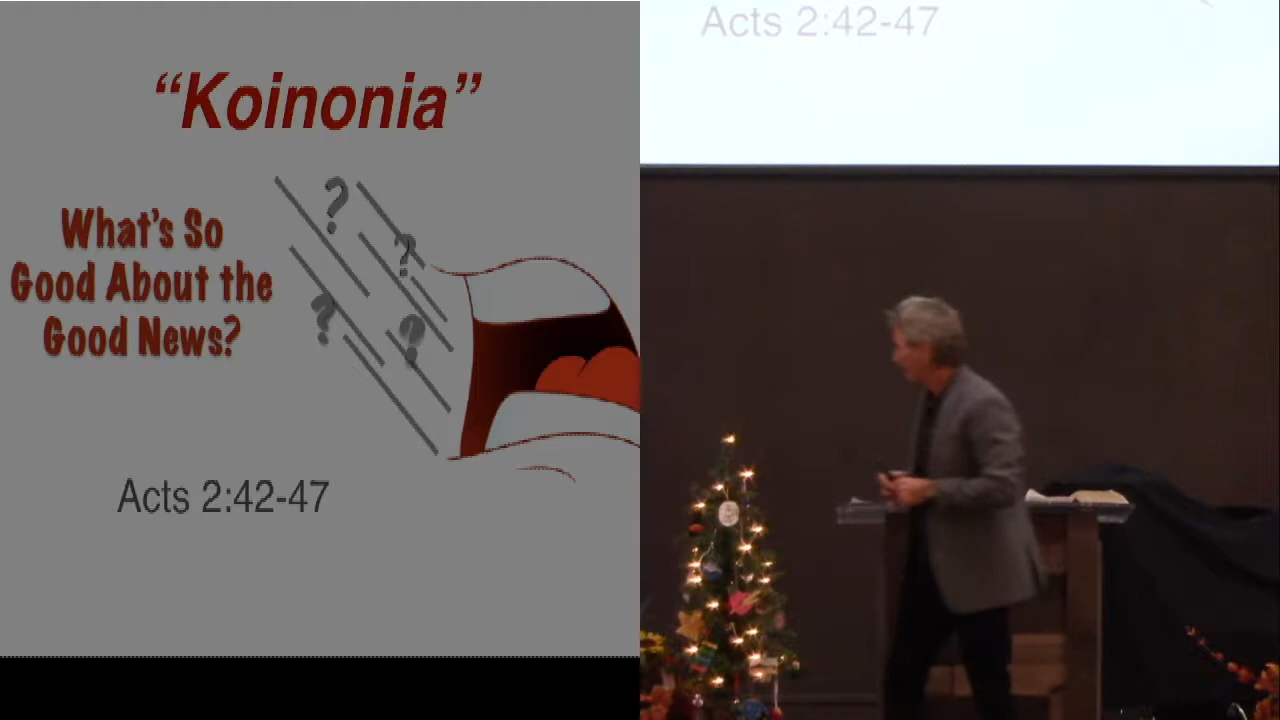 “Koinonia”
What's So
Good About the
Good News?
?
?
?
?
Acts 2:42-47
Acts 2:42-47